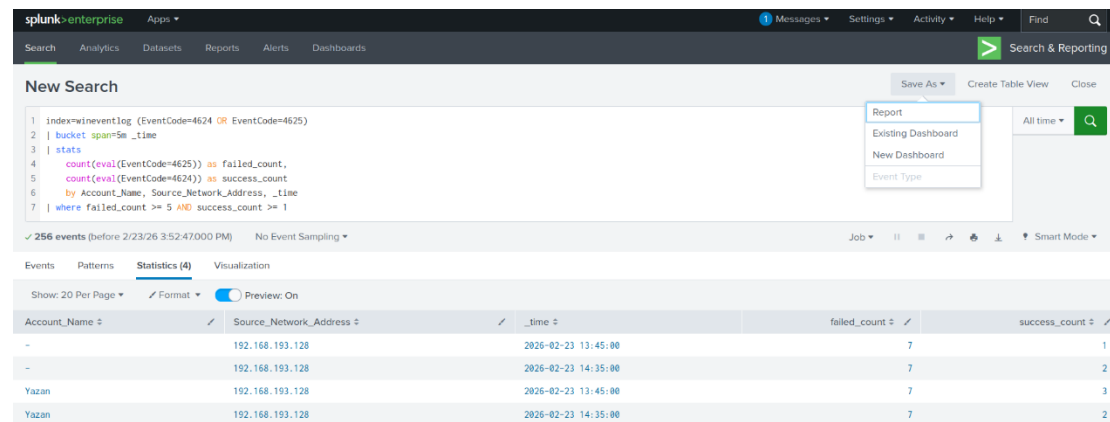 splunk>enterprise Apps ▾ 1 Messages ▾ Settings ▾ Activity ▾ Help ▾ Find
Search Analytics Datasets Reports Alerts Dashboards > Search & Reporting
New Search Save As ▾ Create Table View Close
Report
Existing Dashboard
New Dashboard
Event Type
All time ▾
1 index=wineventlog (EventCode=4624 OR EventCode=4625)
2 | bucket span=5m _time
3 | stats
4 count(eval(EventCode=4625)) as failed_count,
5 count(eval(EventCode=4624)) as success_count
6 by Account_Name, Source_Network_Address, _time
7 | where failed_count >= 5 AND success_count >= 1
✓ 256 events (before 2/23/26 3:52:47.000 PM) No Event Sampling ▾ Job ▾ Smart Mode ▾
Events Patterns Statistics (4) Visualization
Show: 20 Per Page ▾ Format ▾ Preview: On
Account_Name Source_Network_Address _time failed_count success_count
- 192.168.193.128 2026-02-23 13:45:00 7 1
- 192.168.193.128 2026-02-23 14:35:00 7 2
Yazan 192.168.193.128 2026-02-23 13:45:00 7 3
Yazan 192.168.193.128 2026-02-23 14:35:00 7 2